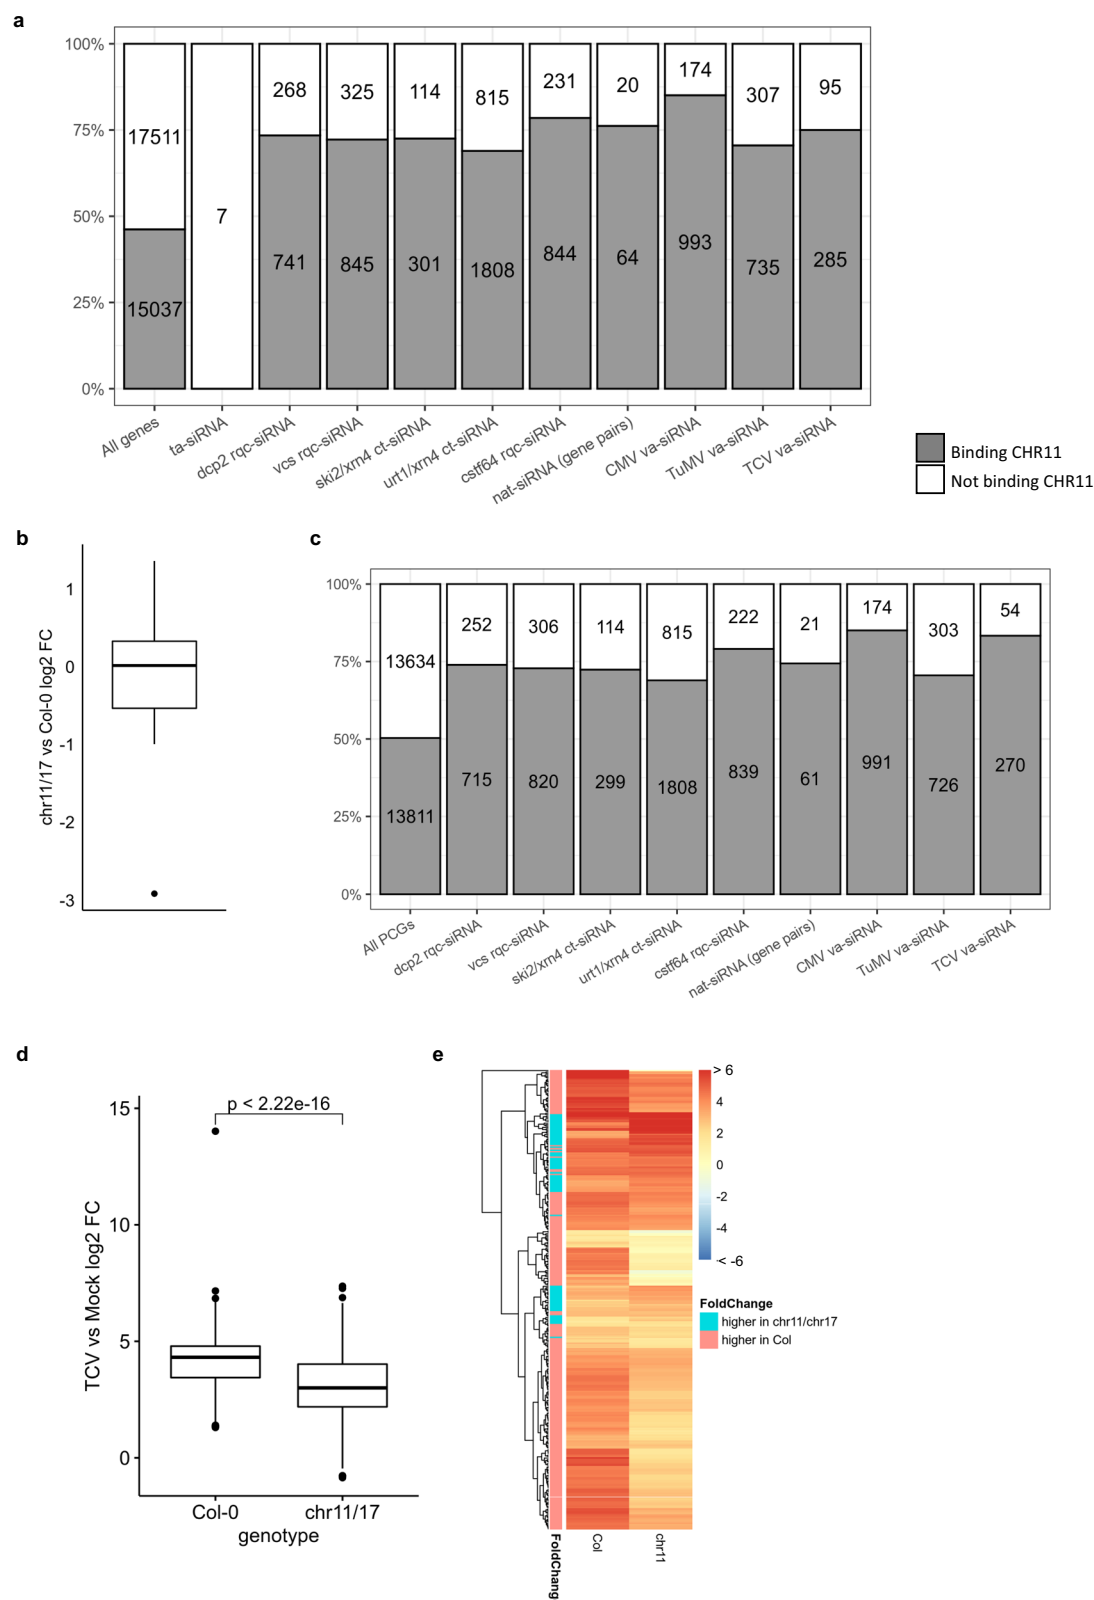 a
100%
75%
50%
25%
0%
17511
15037
7
268
741
325
845
114
301
815
1808
231
844
20
64
174
993
307
735
95
285
All genes
ta-siRNA
dcp2 rqc-siRNA
vcs rqc-siRNA
ski2/xrn4 ct-siRNA
urt1/xrn4 ct-siRNA
cstf64 rqc-siRNA
nat-siRNA (gene pairs)
CMV va-siRNA
TuMV va-siRNA
TCV va-siRNA
Binding CHR11
Not binding CHR11
b
chr11/17 vs Col-0 log2 FC
1
0
-1
-2
-3
c
100%
75%
50%
25%
0%
13634
13811
252
715
306
820
114
299
815
1808
222
839
21
61
174
991
303
726
54
270
All PCGs
dcp2 rqc-siRNA
vcs rqc-siRNA
ski2/xrn4 ct-siRNA
urt1/xrn4 ct-siRNA
cstf64 rqc-siRNA
nat-siRNA (gene pairs)
CMV va-siRNA
TuMV va-siRNA
TCV va-siRNA
d
TCV vs Mock log2 FC
15
10
5
0
p < 2.22e-16
Col-0
chr11/17
genotype
e
> 6
4
2
0
-2
-4
< -6
FoldChange
higher in chr11/chr17
higher in Col
FoldChang
Col
chr11